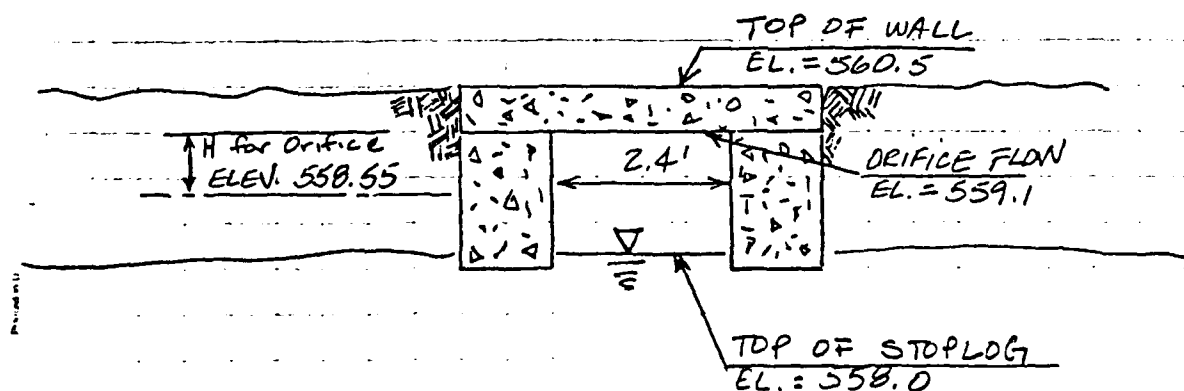 TOP OF WALL
EL. = 560.5
H for Orifice
ELEV. 558.55
2.4'
ORIFICE FLOW
EL. = 559.1
TOP OF STOPLOG
EL. = 558.0